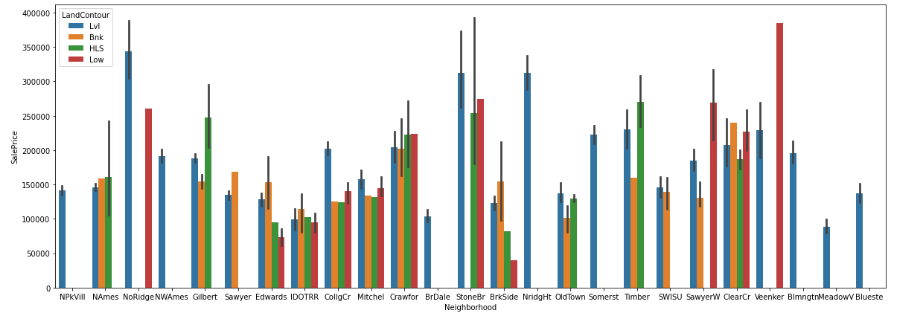 LandContour
Lvl
Bnk
HLS
Low
400000
350000
300000
250000
200000
150000
100000
50000
0
SalePrice
NPkVill NAmes NoRidge NWAmes Gilbert Sawyer Edwards IDOTRR CollgCr Mitchel Crawfor BrDale StoneBr BrkSide NridgHt OldTown Somerst Timber SWISU SawyerW ClearCr Veenker Blmngtn MeadowV Blueste
Neighborhood